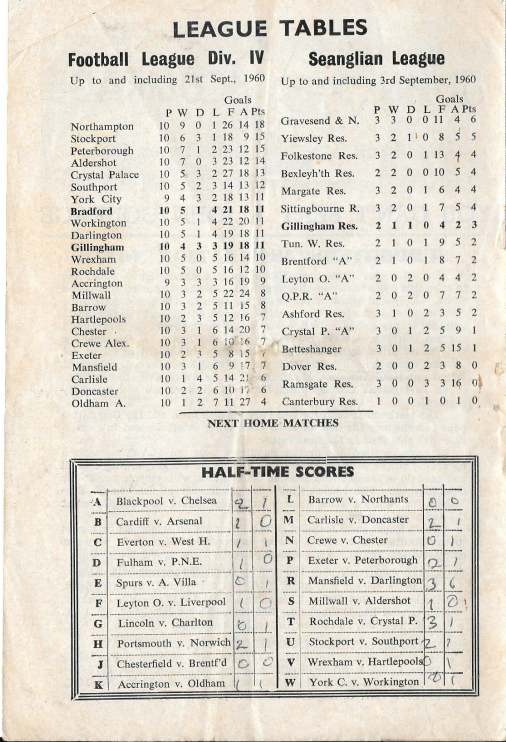 LEAGUE TABLES
Football League Div. IV
Up to and including 21st Sept., 1960
Goals
P W D L F A Pts
Northampton 10 9 0 1 26 14 18
Stockport 10 6 3 1 18 9 15
Peterborough 10 7 1 2 23 12 15
Aldershot 10 7 0 3 23 12 14
Crystal Palace 10 5 3 2 27 18 13
Southport 10 5 2 3 14 13 12
York City 9 4 3 2 18 13 11
Bradford 10 5 1 4 21 18 11
Workington 10 5 1 4 22 20 11
Darlington 10 5 1 4 19 18 11
Gillingham 10 4 3 3 19 18 11
Wrexham 10 5 0 5 16 14 10
Rochdale 10 5 0 5 16 12 10
Accrington 9 3 3 3 16 19 9
Millwall 10 3 2 5 22 24 8
Barrow 10 3 2 5 11 15 8
Hartlepools 10 2 3 5 12 16 7
Chester 10 3 1 6 14 20 7
Crewe Alex. 10 3 1 6 10 16 7
Exeter 10 2 3 5 8 15 7
Mansfield 10 3 1 6 9 17 7
Carlisle 10 1 4 5 14 21 6
Doncaster 10 2 2 6 10 17 6
Oldham A. 10 1 2 7 11 27 4
Seanglian League
Up to and including 3rd September, 1960
Goals
P W D L F A Pts
Gravesend & N. 3 3 0 0 11 4 6
Yiewsley Res. 3 2 1 0 8 5 5
Folkestone Res. 3 2 0 1 13 4 4
Bexleyh'th Res. 2 2 0 0 10 5 4
Margate Res. 3 2 0 1 6 4 4
Sittingbourne R. 3 2 0 1 7 5 4
Gillingham Res. 2 1 1 0 4 2 3
Tun. W. Res. 2 1 0 1 9 5 2
Brentford "A" 2 1 0 1 8 7 2
Leyton O. "A" 2 0 2 0 4 4 2
Q.P.R. "A" 2 0 2 0 7 7 2
Ashford Res. 3 1 0 2 3 5 2
Crystal P. "A" 3 0 1 2 5 9 1
Betteshanger 3 0 1 2 5 15 1
Dover Res. 2 0 0 2 3 8 0
Ramsgate Res. 3 0 0 3 3 16 0
Canterbury Res. 1 0 0 1 0 1 0
NEXT HOME MATCHES
HALF-TIME SCORES
A Blackpool v. Chelsea 2 1
B Cardiff v. Arsenal 1 0
C Everton v. West H. 1 1
D Fulham v. P.N.E. 1 0
E Spurs v. A. Villa 0 1
F Leyton O. v. Liverpool 1 0
G Lincoln v. Charlton 0 1
H Portsmouth v. Norwich 2 1
J Chesterfield v. Brentf'd 0 0
K Accrington v. Oldham 1 1
L Barrow v. Northants 0 0
M Carlisle v. Doncaster 2 1
N Crewe v. Chester 0 1
P Exeter v. Peterborough 2 1
R Mansfield v. Darlington 3 6
S Millwall v. Aldershot 1 0
T Rochdale v. Crystal P. 3 1
U Stockport v. Southport 2 1
V Wrexham v. Hartlepools 0 1
W York C. v. Workington 0 1